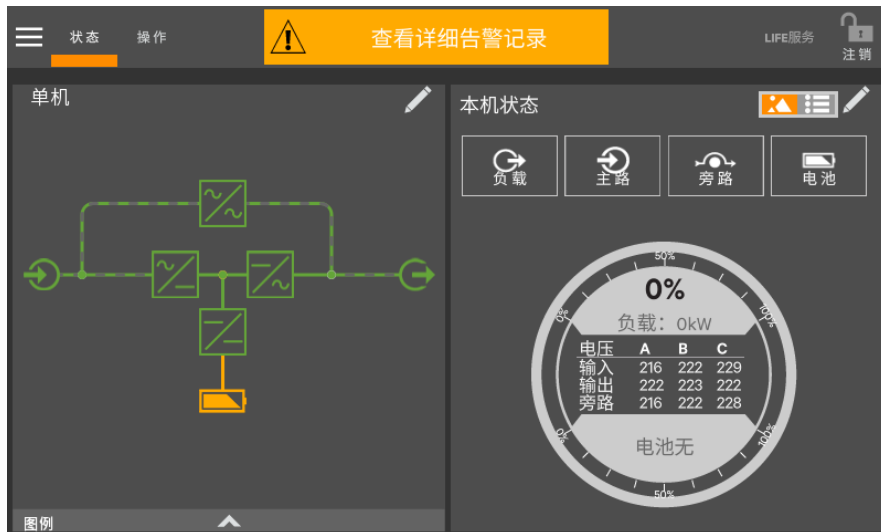 状态 操作 查看详细告警记录 LIFE服务 注销
单机
本机状态
负载 主路 旁路 电池
50%
0% 100%
0%
负载：0kW
电压 A B C
输入 216 222 229
输出 222 223 222
旁路 216 222 228
电池无
0% 100%
50%
图例